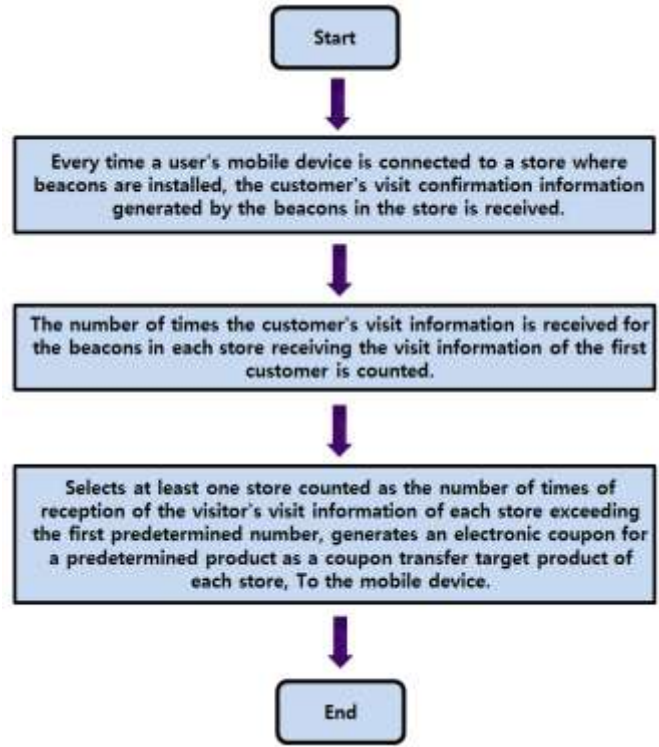 Start
Every time a user's mobile device is connected to a store where
beacons are installed, the customer's visit confirmation information
generated by the beacons in the store is received.
The number of times the customer's visit information is received for
the beacons in each store receiving the visit information of the first
customer is counted.
Selects at least one store counted as the number of times of
reception of the visitor's visit information of each store exceeding
the first predetermined number, generates an electronic coupon for
a predetermined product as a coupon transfer target product of
each store, To the mobile device.
End